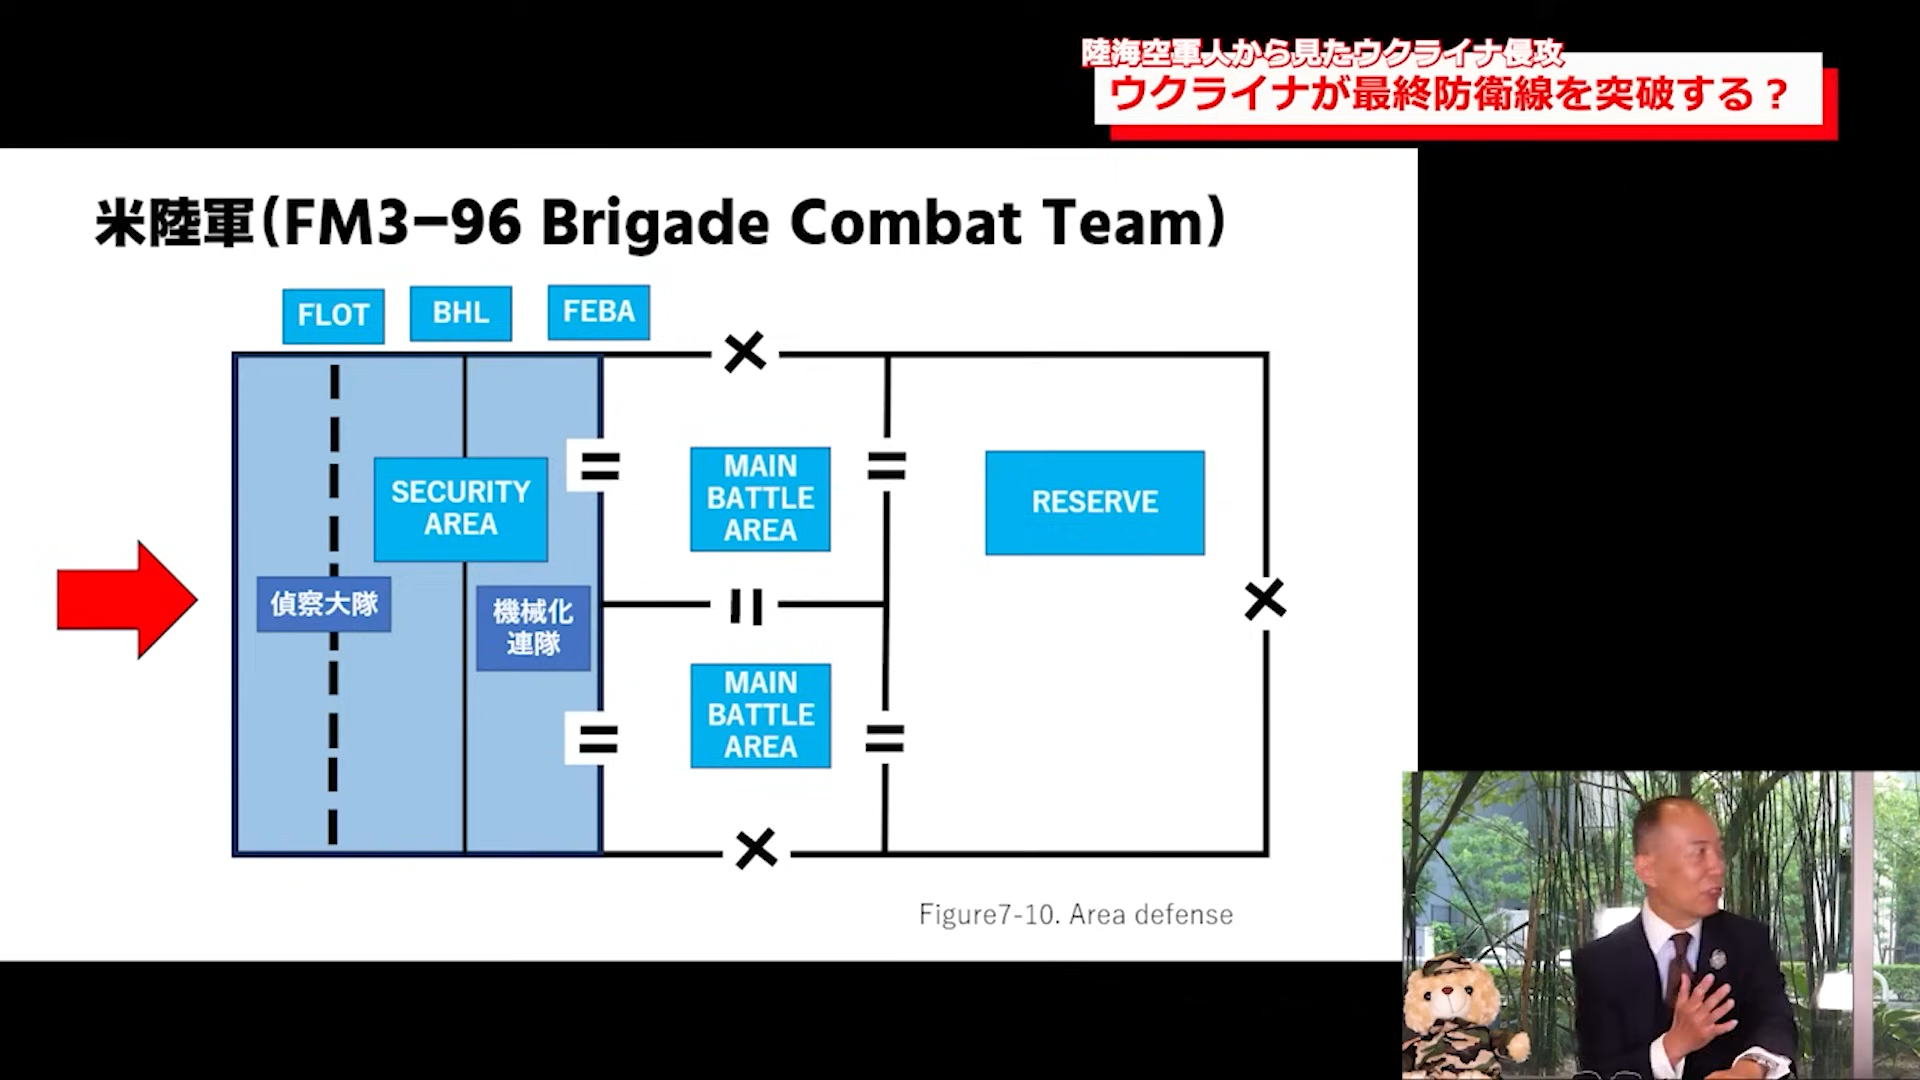 陸海空軍人から見たウクライナ侵攻
ウクライナが最終防衛線を突破する？
米陸軍(FM3−96 Brigade Combat Team)
FLOT
BHL
FEBA
SECURITY
AREA
MAIN
BATTLE
AREA
RESERVE
偵察大隊
機械化
連隊
MAIN
BATTLE
AREA
Figure7-10. Area defense